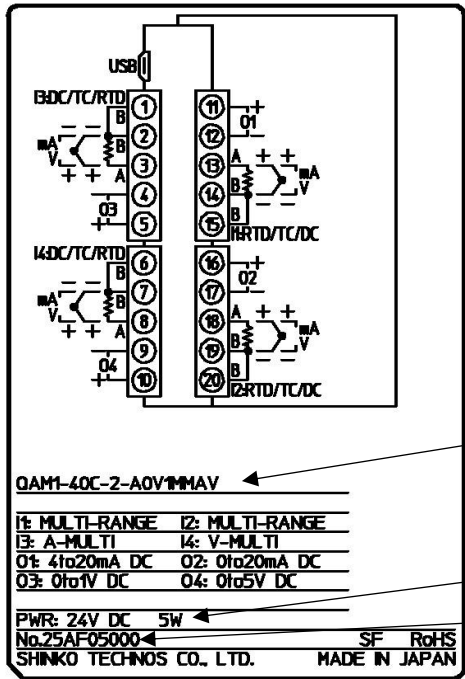 USB
I3:DC/TC/RTD
1 11 +
B O1
− − 2 12 −
mA B A + +
V 3 13 mA
+ + A B V
− 4 14 − −
O3 B
+ 5 15
I1:RTD/TC/DC
I4:DC/TC/RTD
6 16 +
B O2
− − 7 17 −
mA B A + +
V 8 18 mA
+ + A B V
− 9 19 − −
O4 B
+ 10 20
I2:RTD/TC/DC
QAM1-40C-2-A0V1MMAV
I1: MULTI-RANGE I2: MULTI-RANGE
I3: A-MULTI I4: V-MULTI
O1: 4to20mA DC O2: 0to20mA DC
O3: 0to1V DC O4: 0to5V DC
PWR: 24V DC 5W
No.25AF05000 SF RoHS
SHINKO TECHNOS CO., LTD. MADE IN JAPAN